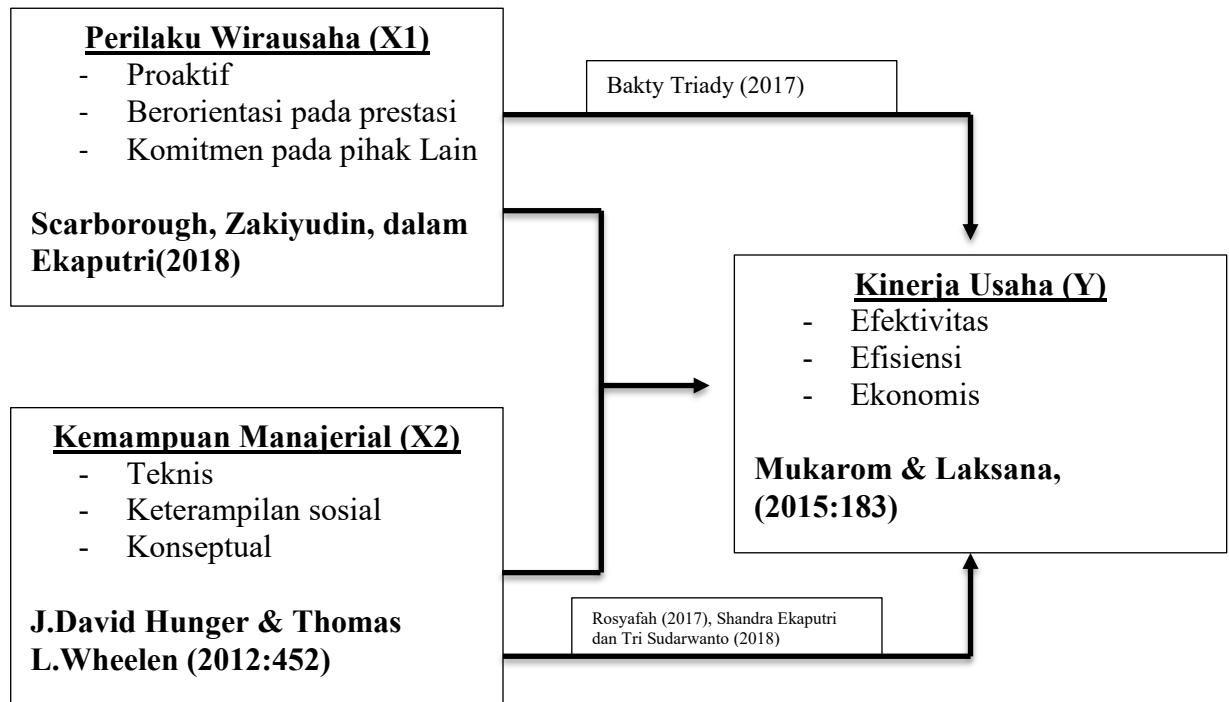 Perilaku Wirausaha (X1)
- Proaktif
- Berorientasi pada prestasi
- Komitmen pada pihak Lain
Scarborough, Zakiyudin, dalam
Ekaputri(2018)
Bakty Triady (2017)
Kinerja Usaha (Y)
- Efektivitas
- Efisiensi
- Ekonomis
Mukarom & Laksana,
(2015:183)
Kemampuan Manajerial (X2)
- Teknis
- Keterampilan sosial
- Konseptual
J.David Hunger & Thomas
L.Wheelen (2012:452)
Rosyafah (2017), Shandra Ekaputri
dan Tri Sudarwanto (2018)